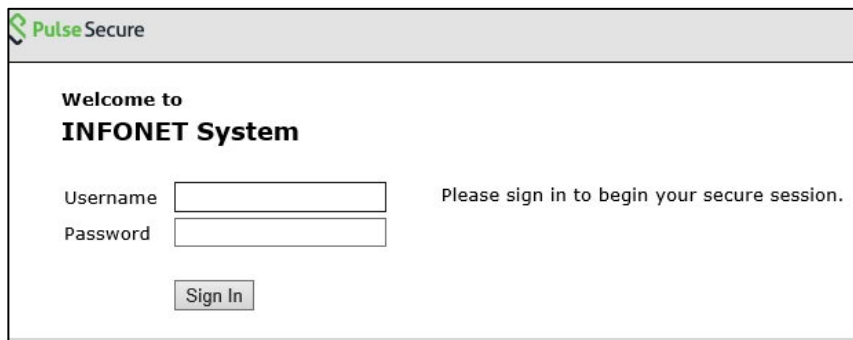 Pulse Secure
Welcome to
INFONET System
Username
Please sign in to begin your secure session.
Password
Sign In